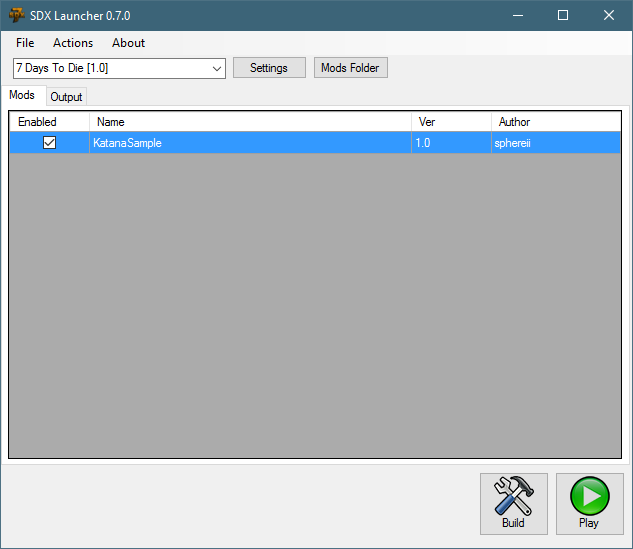 SDX Launcher 0.7.0
File Actions About
7 Days To Die [1.0] Settings Mods Folder
Mods Output
Enabled Name Ver Author
KatanaSample 1.0 sphereii
Build Play